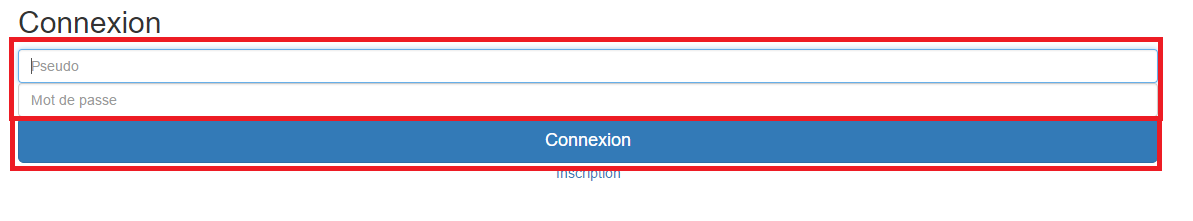 Connexion
Pseudo
Mot de passe
Connexion
Inscription